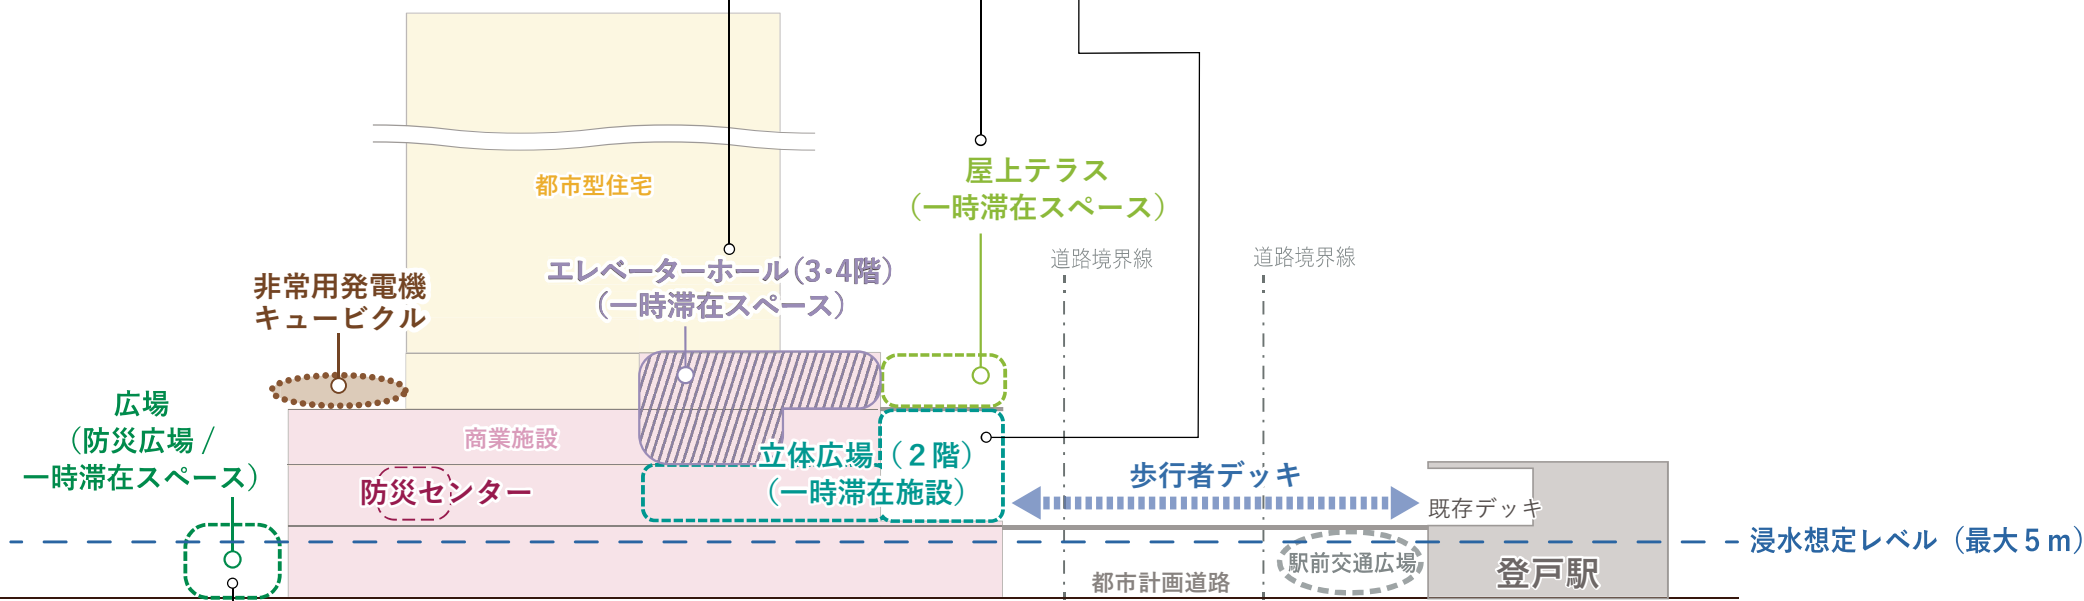 屋上テラス
（一時滞在スペース）
都市型住宅
道路境界線
道路境界線
エレベーターホール（3・4階）
（一時滞在スペース）
非常用発電機
キュービクル
広場
（防災広場 /
一時滞在スペース）
商業施設
立体広場（２階）
（一時滞在施設）
防災センター
歩行者デッキ
既存デッキ
浸水想定レベル（最大５m）
駅前交通広場
登戸駅
都市計画道路